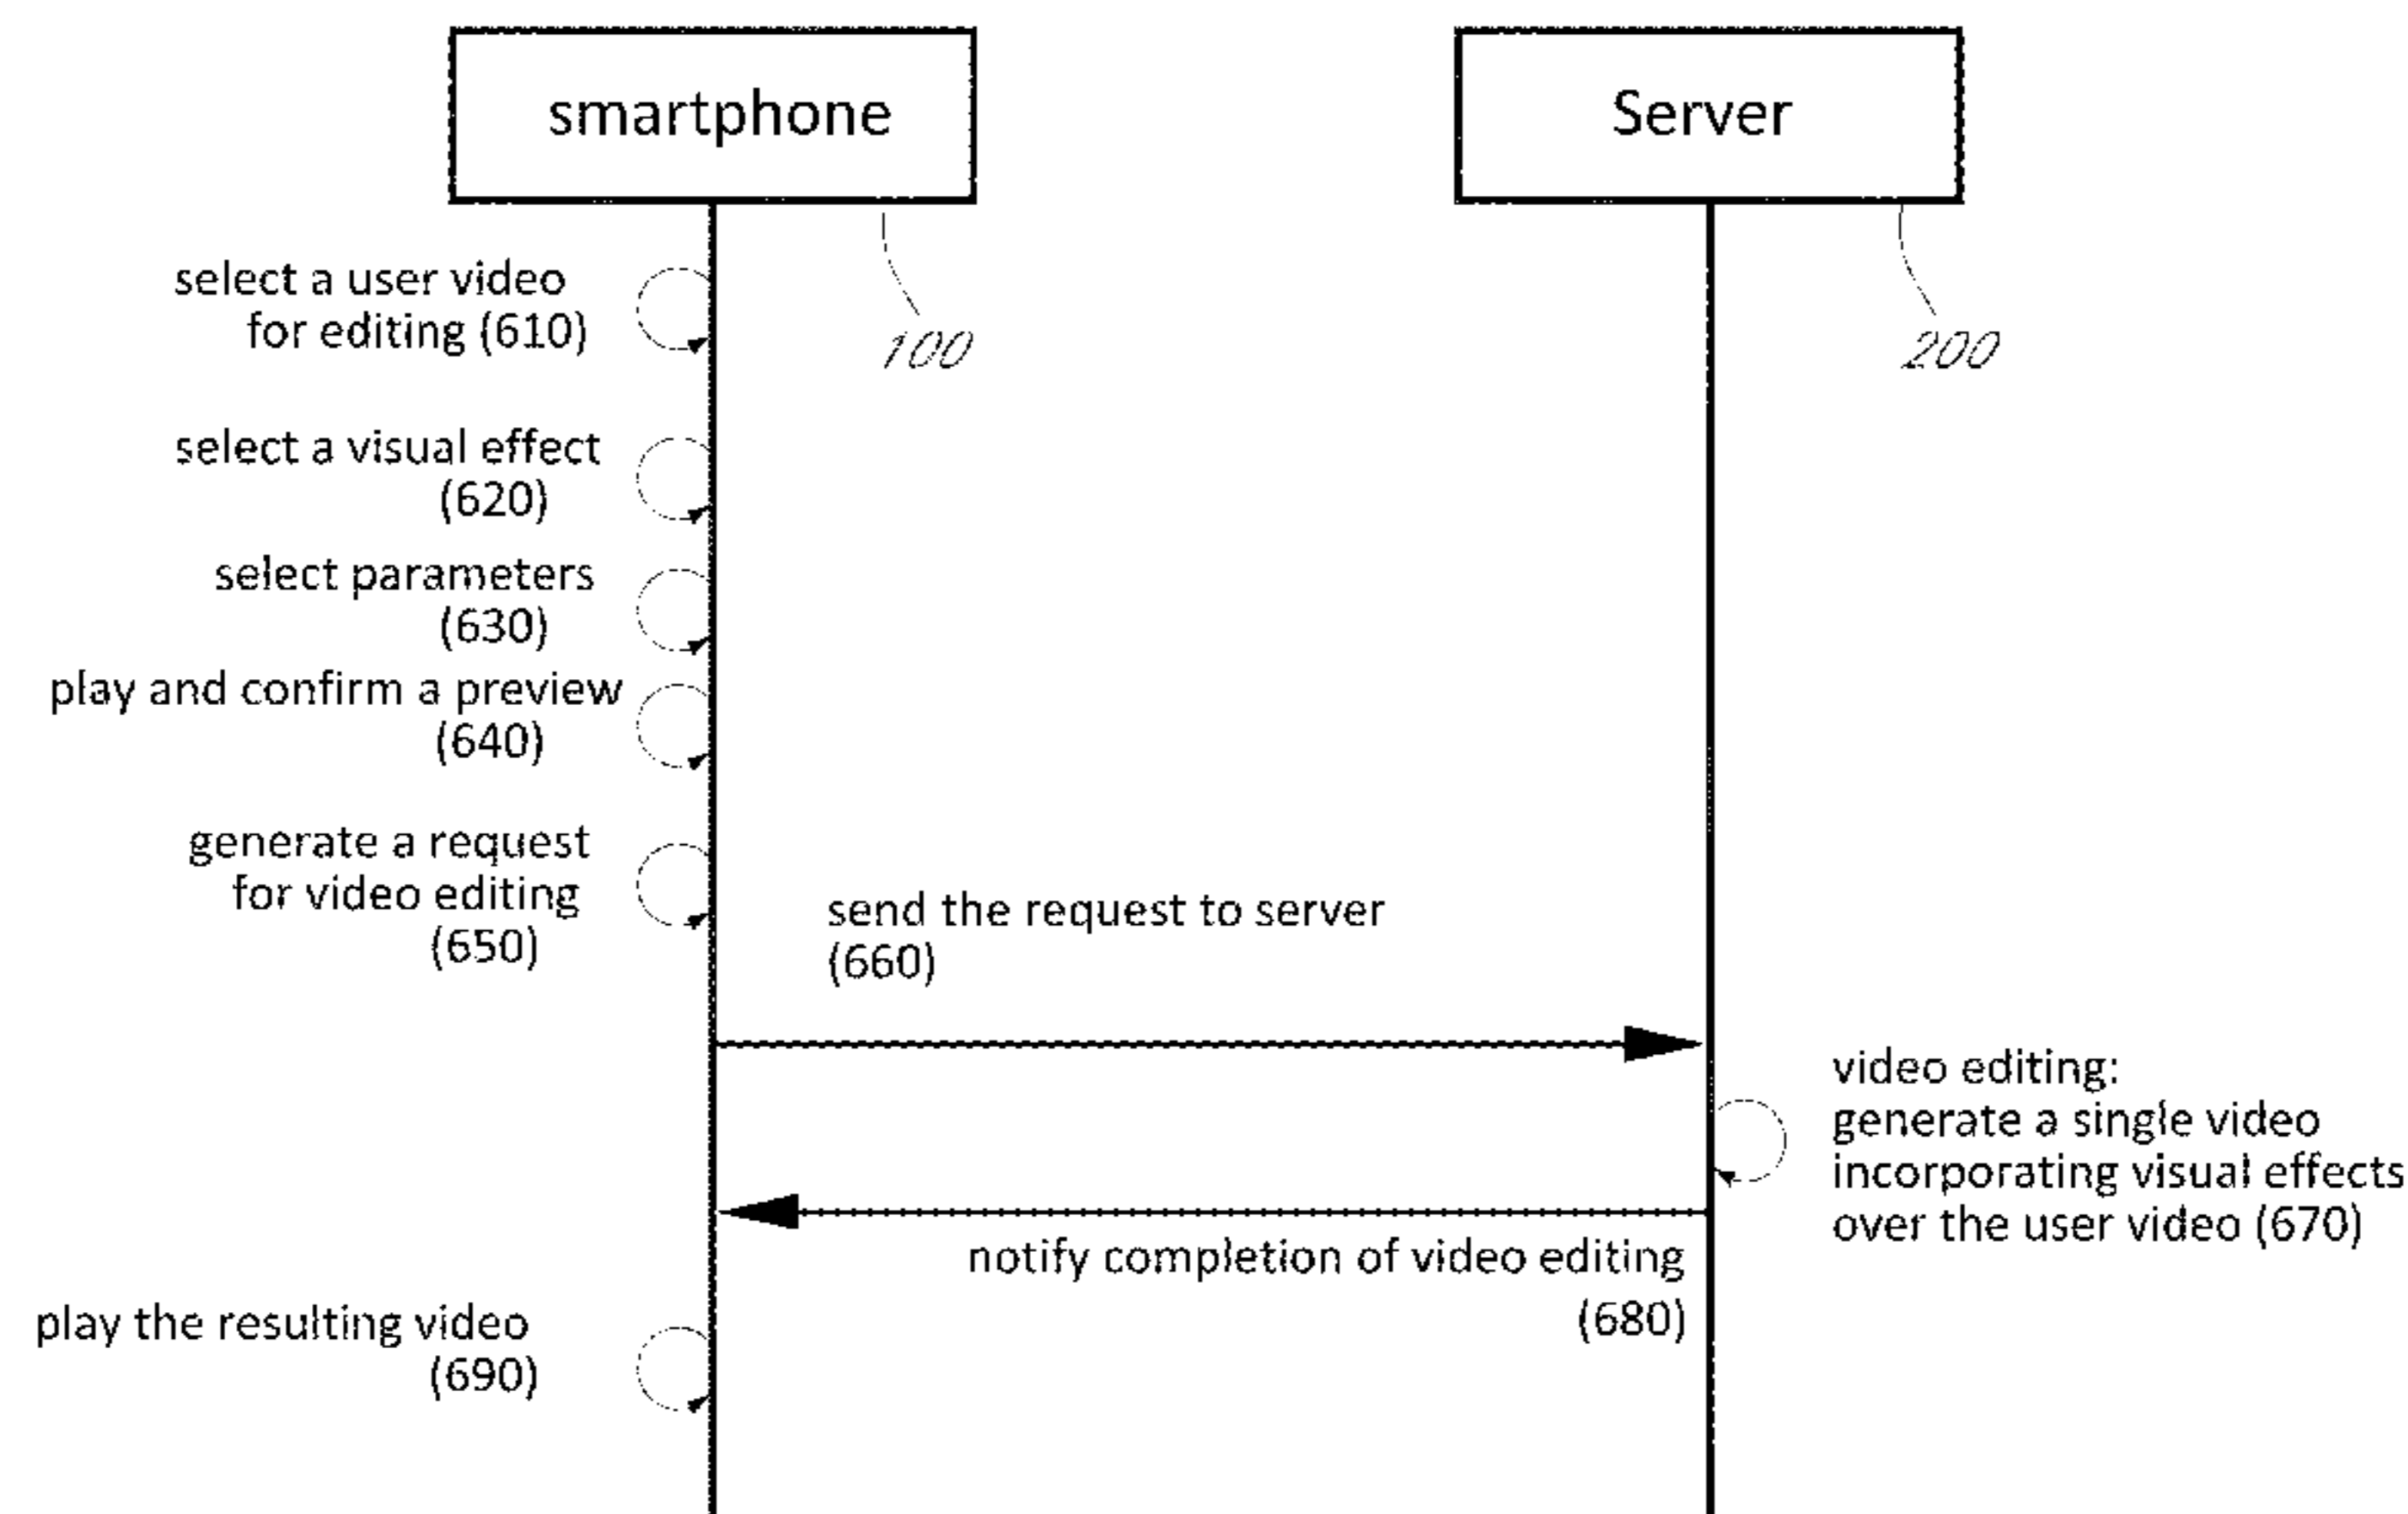 smartphone
Server
100
200
select a user video
for editing (610)
select a visual effect
(620)
select parameters
(630)
play and confirm a preview
(640)
generate a request
for video editing
(650)
send the request to server
(660)
video editing:
generate a single video
incorporating visual effects
over the user video (670)
notify completion of video editing
(680)
play the resulting video
(690)